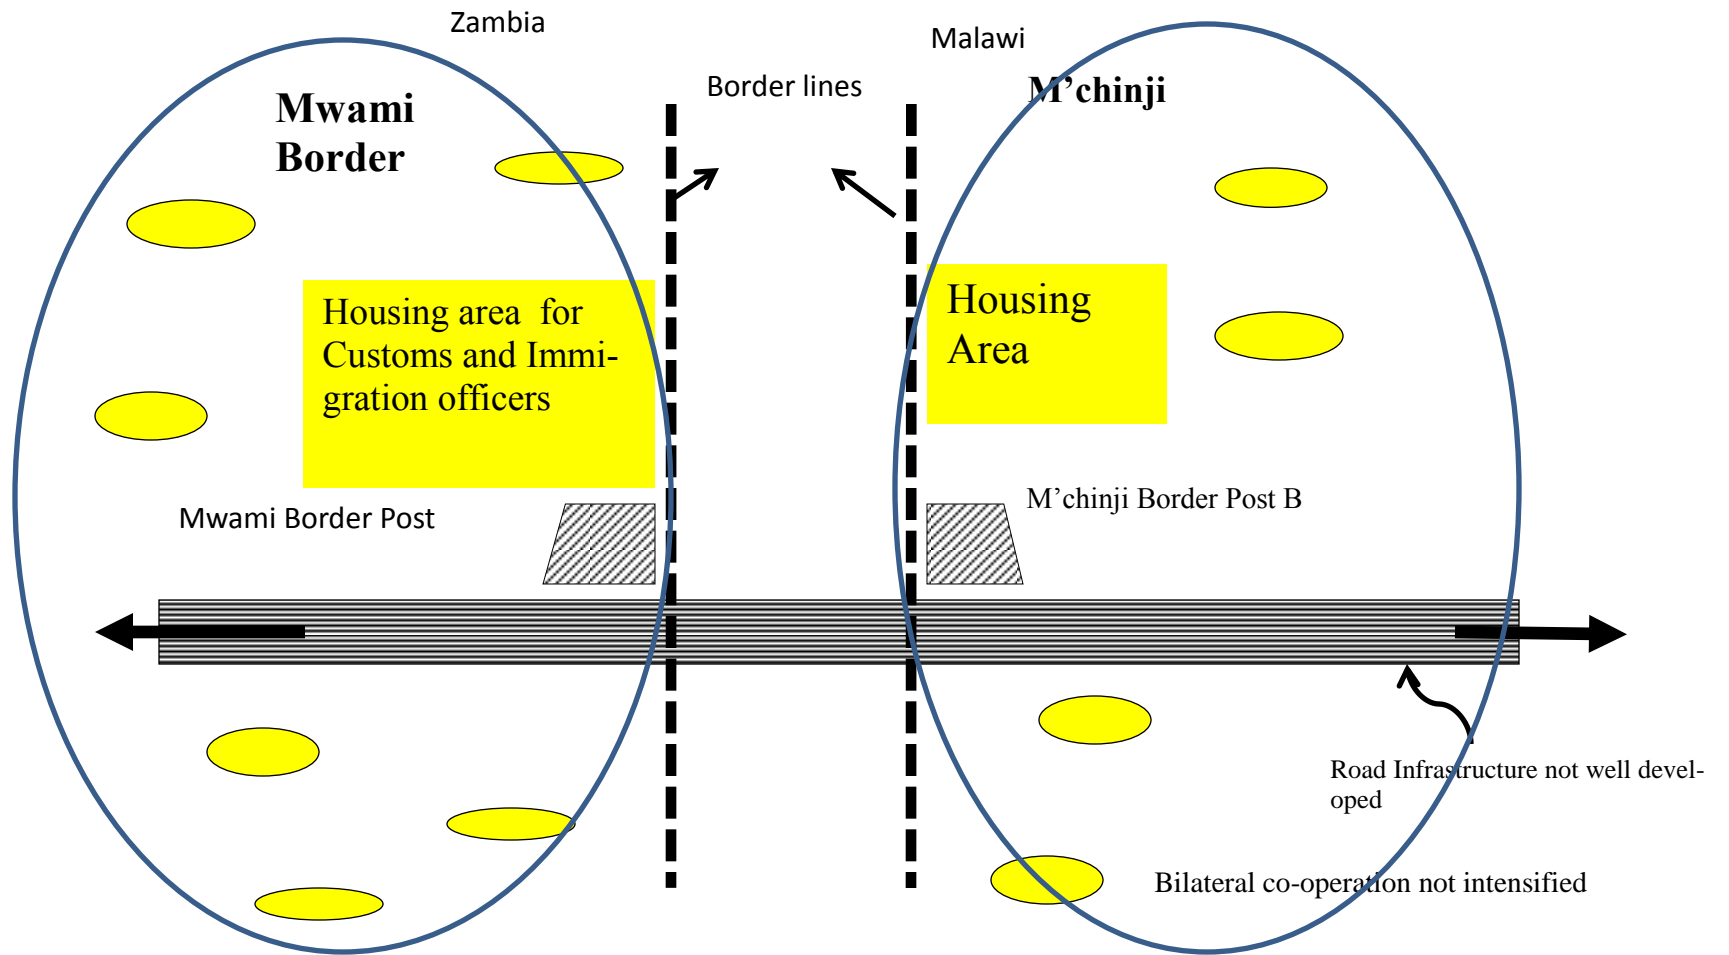 Zambia
Malawi
Border lines
M’chinji
Mwami
Border
Housing area for
Customs and Immi-
gration officers
Housing
Area
Mwami Border Post
M’chinji Border Post B
Road Infrastructure not well devel-
oped
Bilateral co-operation not intensified